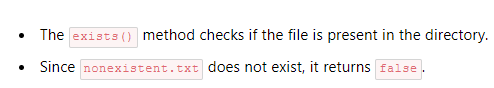 • The exists() method checks if the file is present in the directory.
• Since nonexistent.txt does not exist, it returns false.